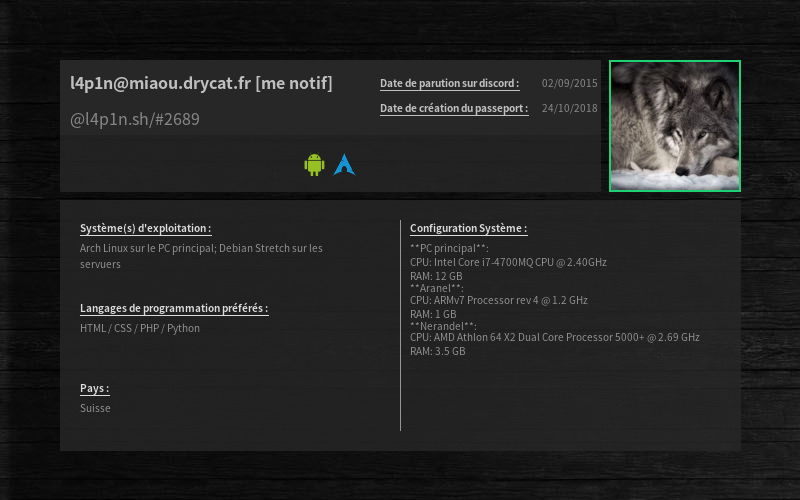 l4p1n@miaou.drycat.fr [me notif]
@l4p1n.sh/#2689
Date de parution sur discord : 02/09/2015
Date de création du passeport : 24/10/2018
Système(s) d'exploitation :
Arch Linux sur le PC principal; Debian Stretch sur les
servuers
Langages de programmation préférés :
HTML / CSS / PHP / Python
Pays :
Suisse
Configuration Système :
**PC principal**:
CPU: Intel Core i7-4700MQ CPU @ 2.40GHz
RAM: 12 GB
**Aranel**:
CPU: ARMv7 Processor rev 4 @ 1.2 GHz
RAM: 1 GB
**Nerandel**:
CPU: AMD Athlon 64 X2 Dual Core Processor 5000+ @ 2.69 GHz
RAM: 3.5 GB